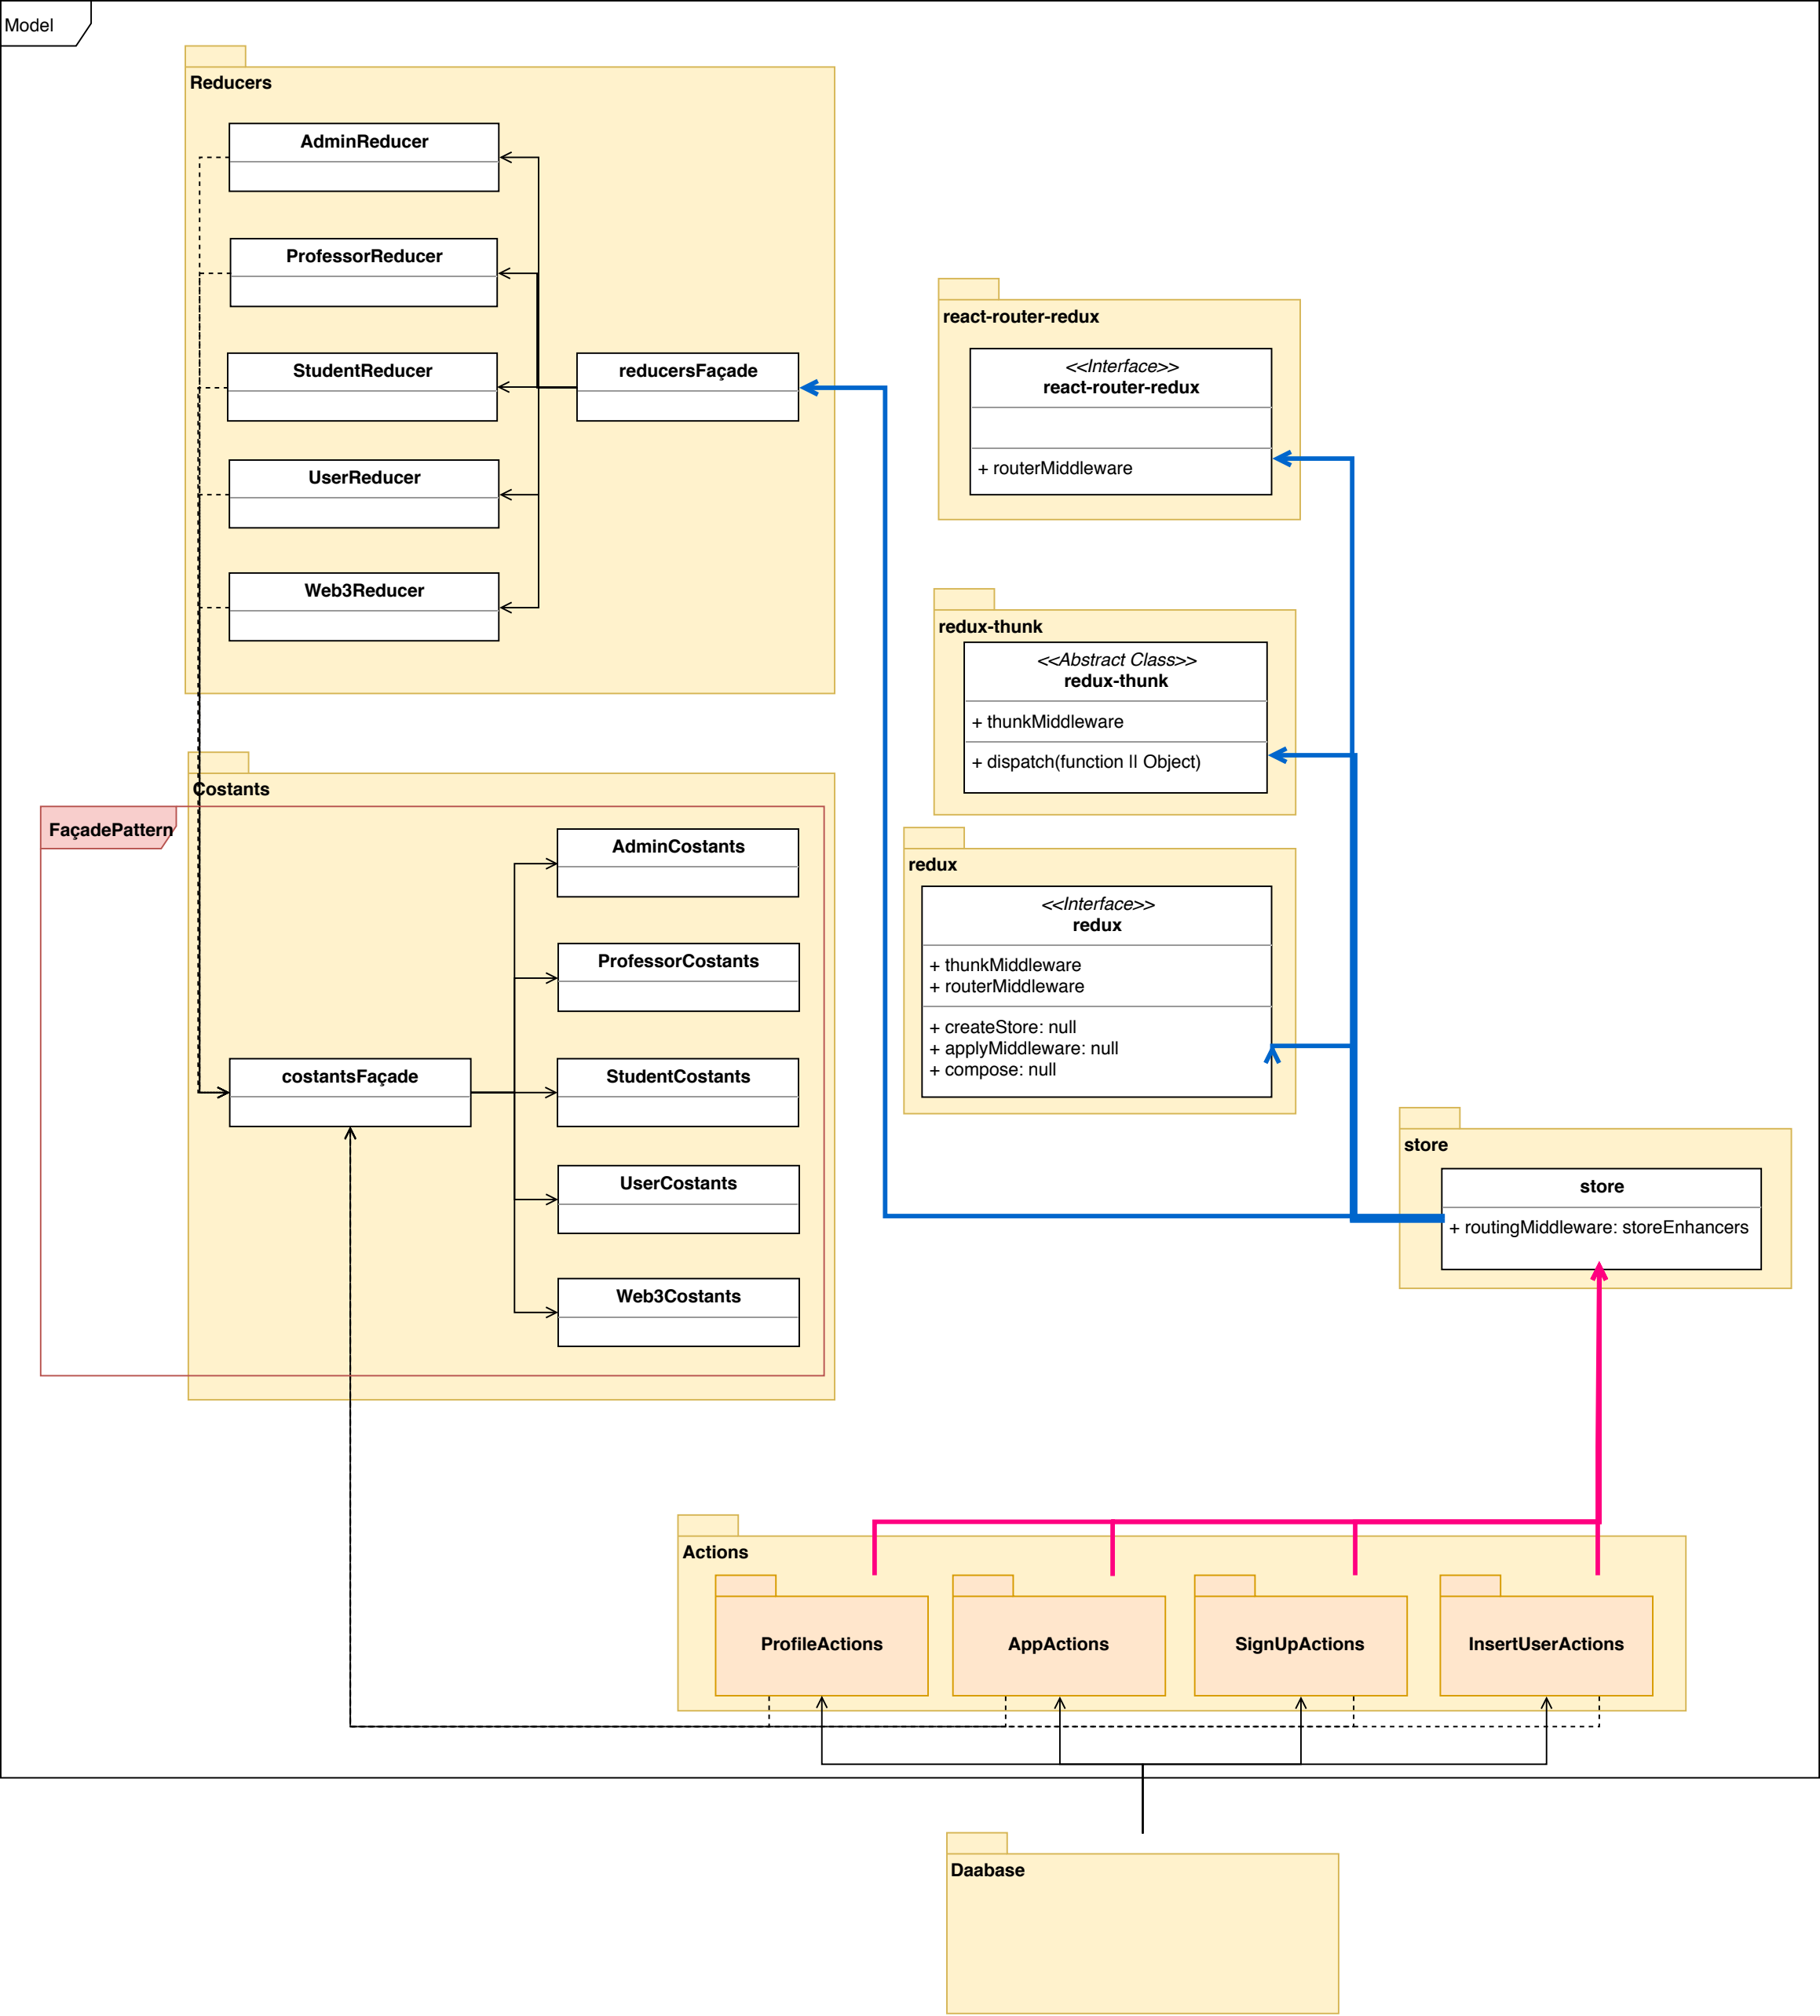 Model
Reducers
AdminReducer
ProfessorReducer
StudentReducer
UserReducer
Web3Reducer
reducersFaçade
react-router-redux
<<Interface>>
react-router-redux
+ routerMiddleware
redux-thunk
<<Abstract Class>>
redux-thunk
+ thunkMiddleware
+ dispatch(function || Object)
redux
<<Interface>>
redux
+ thunkMiddleware
+ routerMiddleware
+ createStore: null
+ applyMiddleware: null
+ compose: null
Costants
FaçadePattern
AdminCostants
ProfessorCostants
costantsFaçade
StudentCostants
UserCostants
Web3Costants
store
store
+ routingMiddleware: storeEnhancers
Actions
ProfileActions
AppActions
SignUpActions
InsertUserActions
Daabase